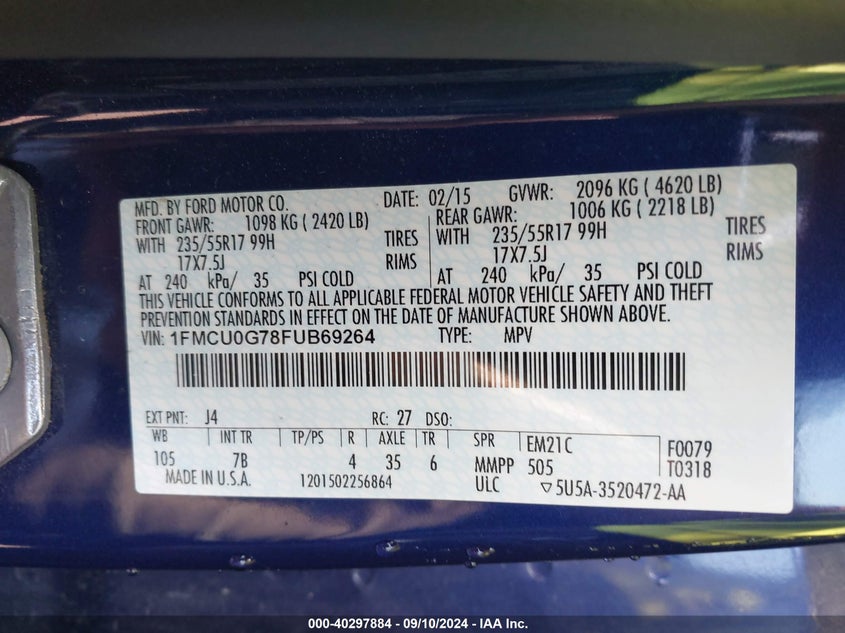 MFD. BY FORD MOTOR CO. DATE: 02/15 GVWR: 2096 KG ( 4620 LB)
FRONT GAWR: 1098 KG ( 2420 LB) REAR GAWR: 1006 KG ( 2218 LB)
WITH 235/55R17 99H TIRES WITH 235/55R17 99H TIRES
17X7.5J RIMS 17X7.5J RIMS
AT 240 kPa/ 35 PSI COLD AT 240 kPa/ 35 PSI COLD
THIS VEHICLE CONFORMS TO ALL APPLICABLE FEDERAL MOTOR VEHICLE SAFETY AND THEFT
PREVENTION STANDARDS IN EFFECT ON THE DATE OF MANUFACTURE SHOWN ABOVE.
VIN: 1FMCU0G78FUB69264 TYPE: MPV
EXT PNT: J4 RC: 27 DSO:
WB INT TR TP/PS R AXLE TR SPR EM21C F0079
105 7B 4 35 6 MMPP 505 T0318
MADE IN U.S.A. 1201502256864 ULC ▽5U5A-3520472-AA
000-40297884 - 09/10/2024 - IAA Inc.